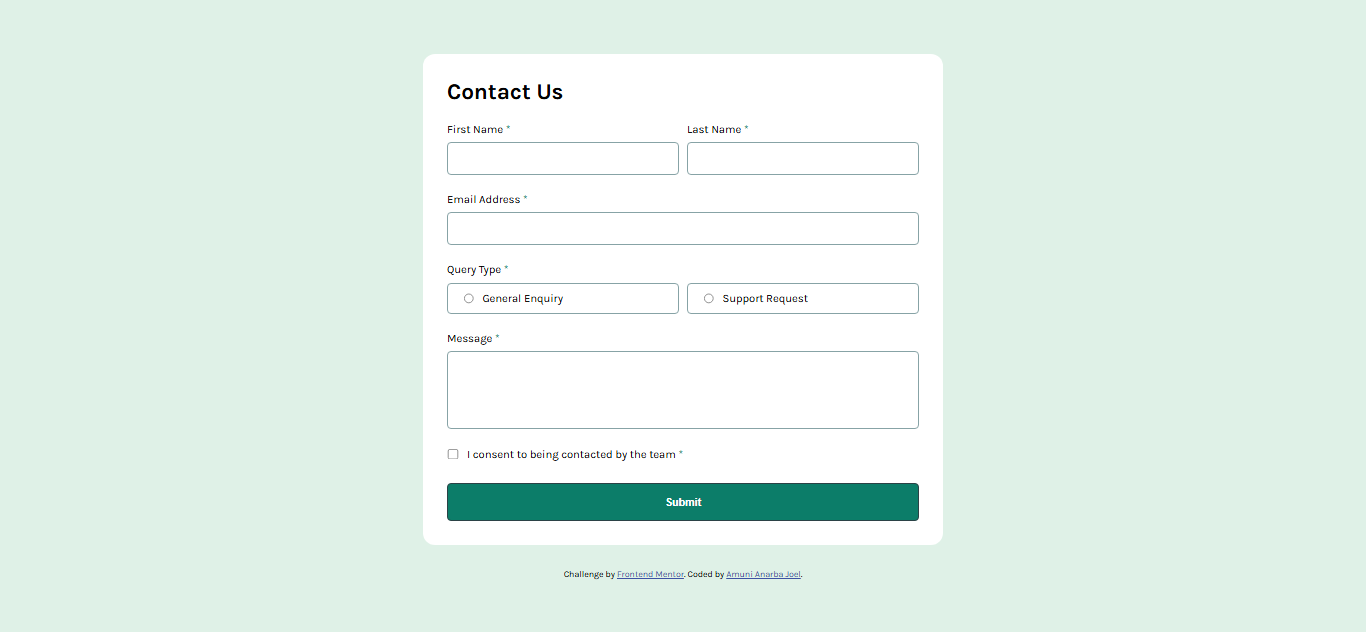 Contact Us
First Name * Last Name *
Email Address *
Query Type *
General Enquiry Support Request
Message *
I consent to being contacted by the team *
Submit
Challenge by Frontend Mentor. Coded by Amuni Anarba Joel.